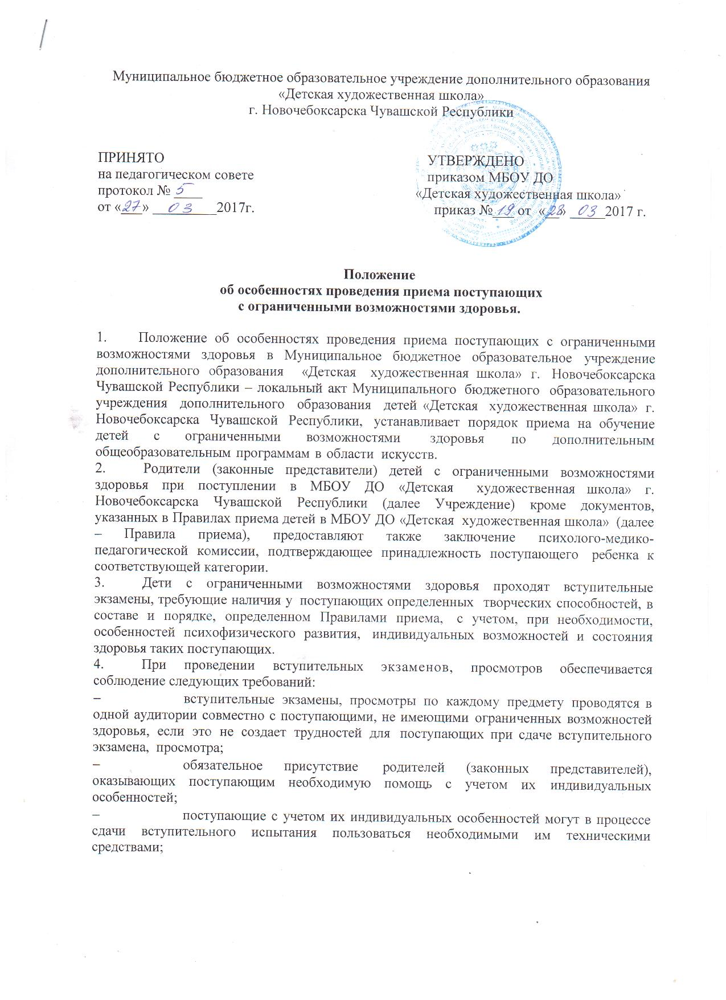 Муниципальное бюджетное образовательное учреждение дополнительного образования
«Детская художественная школа»
г. Новочебоксарска Чувашской Республики
ПРИНЯТО
на педагогическом совете
протокол № 5
от «27» 03 2017г.
УТВЕРЖДЕНО
приказом МБОУ ДО
«Детская художественная школа»
приказ № 19 от «28» 03 2017 г.
Положение
об особенностях проведения приема поступающих
с ограниченными возможностями здоровья.
1. Положение об особенностях проведения приема поступающих с ограниченными
возможностями здоровья в Муниципальное бюджетное образовательное учреждение
дополнительного образования «Детская художественная школа» г. Новочебоксарска
Чувашской Республики – локальный акт Муниципального бюджетного образовательного
учреждения дополнительного образования детей «Детская художественная школа» г.
Новочебоксарска Чувашской Республики, устанавливает порядок приема на обучение
детей с ограниченными возможностями здоровья по дополнительным
общеобразовательным программам в области искусств.
2. Родители (законные представители) детей с ограниченными возможностями
здоровья при поступлении в МБОУ ДО «Детская художественная школа» г.
Новочебоксарска Чувашской Республики (далее Учреждение) кроме документов,
указанных в Правилах приема детей в МБОУ ДО «Детская художественная школа» (далее
– Правила приема), предоставляют также заключение психолого-медико-
педагогической комиссии, подтверждающее принадлежность поступающего ребенка к
соответствующей категории.
3. Дети с ограниченными возможностями здоровья проходят вступительные
экзамены, требующие наличия у поступающих определенных творческих способностей, в
составе и порядке, определенном Правилами приема, с учетом, при необходимости,
особенностей психофизического развития, индивидуальных возможностей и состояния
здоровья таких поступающих.
4. При проведении вступительных экзаменов, просмотров обеспечивается
соблюдение следующих требований:
– вступительные экзамены, просмотры по каждому предмету проводятся в
одной аудитории совместно с поступающими, не имеющими ограниченных возможностей
здоровья, если это не создает трудностей для поступающих при сдаче вступительного
экзамена, просмотра;
– обязательное присутствие родителей (законных представителей),
оказывающих поступающим необходимую помощь с учетом их индивидуальных
особенностей;
– поступающие с учетом их индивидуальных особенностей могут в процессе
сдачи вступительного испытания пользоваться необходимыми им техническими
средствами;